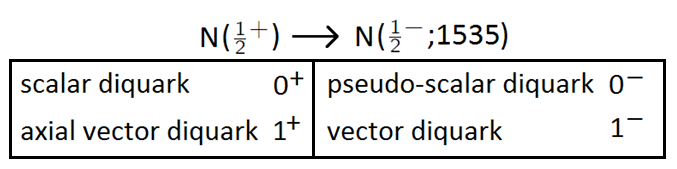 N(½⁺) ⟶ N(½⁻;1535)
scalar diquark 0⁺ pseudo-scalar diquark 0⁻
axial vector diquark 1⁺ vector diquark 1⁻